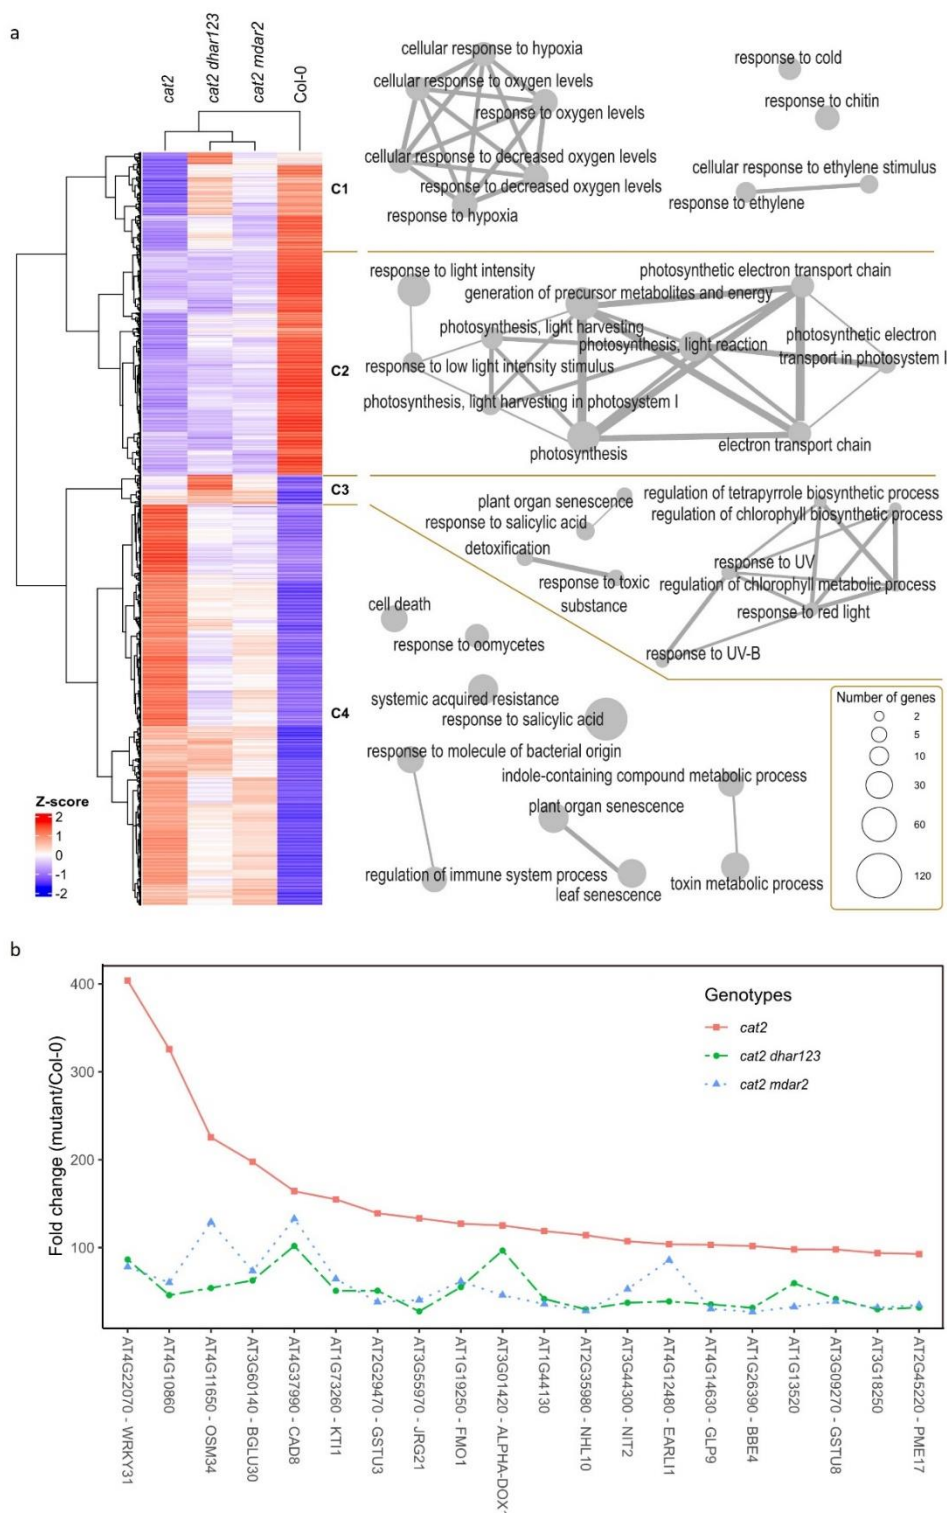 a
cat2
cat2 dhar123
cat2 mdar2
Col-0
C1
C2
C3
C4
Z-score
2
1
0
-1
-2
cellular response to hypoxia
cellular response to oxygen levels
response to oxygen levels
cellular response to decreased oxygen levels
response to decreased oxygen levels
response to hypoxia
response to cold
response to chitin
cellular response to ethylene stimulus
response to ethylene
response to light intensity
photosynthetic electron transport chain
generation of precursor metabolites and energy
photosynthesis, light harvesting
photosynthesis, light reaction
photosynthetic electron
transport in photosystem I
response to low light intensity stimulus
photosynthesis, light harvesting in photosystem I
photosynthesis
electron transport chain
plant organ senescence
response to salicylic acid
detoxification
response to toxic
substance
regulation of tetrapyrrole biosynthetic process
regulation of chlorophyll biosynthetic process
response to UV
regulation of chlorophyll metabolic process
response to red light
response to UV-B
cell death
response to oomycetes
systemic acquired resistance
response to salicylic acid
response to molecule of bacterial origin
indole-containing compound metabolic process
plant organ senescence
regulation of immune system process
leaf senescence
toxin metabolic process
Number of genes
2
5
10
30
60
120
b
Fold change (mutant/Col-0)
400
300
200
100
Genotypes
cat2
cat2 dhar123
cat2 mdar2
AT4G22070 - WRKY31
AT4G10860
AT4G11650 - OSM34
AT3G60140 - BGLU30
AT4G37990 - CAD8
AT1G73260 - KTI1
AT2G29470 - GSTU3
AT3G55970 - JRG21
AT1G19250 - FMO1
AT3G01420 - ALPHA-DOX
AT1G44130
AT2G35980 - NHL10
AT3G44300 - NIT2
AT4G12480 - EARLI1
AT4G14630 - GLP9
AT1G26390 - BBE4
AT1G13520
AT3G09270 - GSTU8
AT3G18250
AT2G45220 - PME17